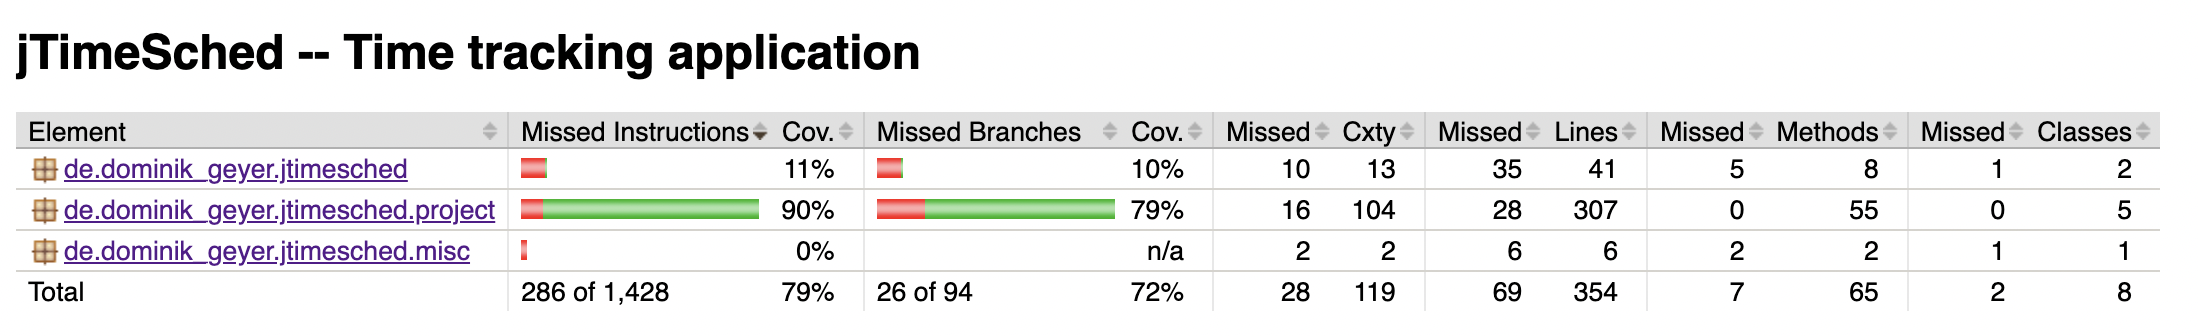 jTimeSched -- Time tracking application
Element Missed Instructions Cov. Missed Branches Cov. Missed Cxty Missed Lines Missed Methods Missed Classes
de.dominik_geyer.jtimesched 11% 10% 10 13 35 41 5 8 1 2
de.dominik_geyer.jtimesched.project 90% 79% 16 104 28 307 0 55 0 5
de.dominik_geyer.jtimesched.misc 0% n/a 2 2 6 6 2 2 1 1
Total 286 of 1,428 79% 26 of 94 72% 28 119 69 354 7 65 2 8